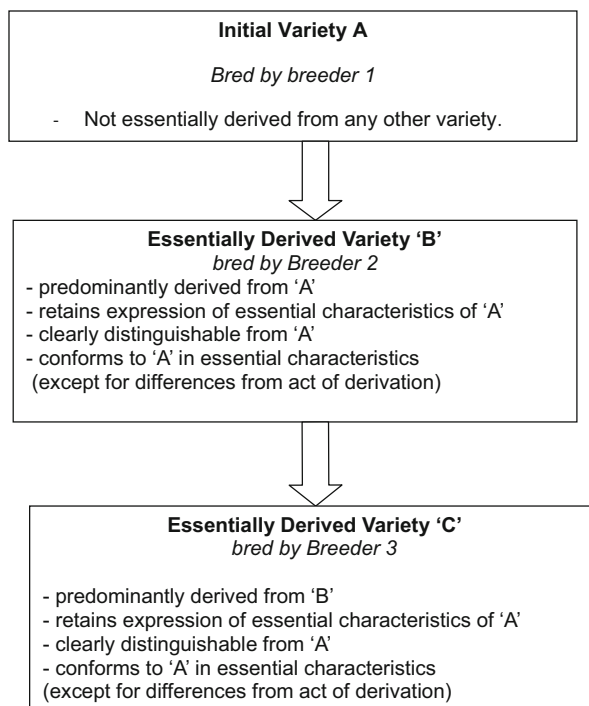 Initial Variety A
Bred by breeder 1
- Not essentially derived from any other variety.
Essentially Derived Variety ‘B’
bred by Breeder 2
- predominantly derived from ‘A’
- retains expression of essential characteristics of ‘A’
- clearly distinguishable from ‘A’
- conforms to ‘A’ in essential characteristics
(except for differences from act of derivation)
Essentially Derived Variety ‘C’
bred by Breeder 3
- predominantly derived from ‘B’
- retains expression of essential characteristics of ‘A’
- clearly distinguishable from ‘A’
- conforms to ‘A’ in essential characteristics
(except for differences from act of derivation)